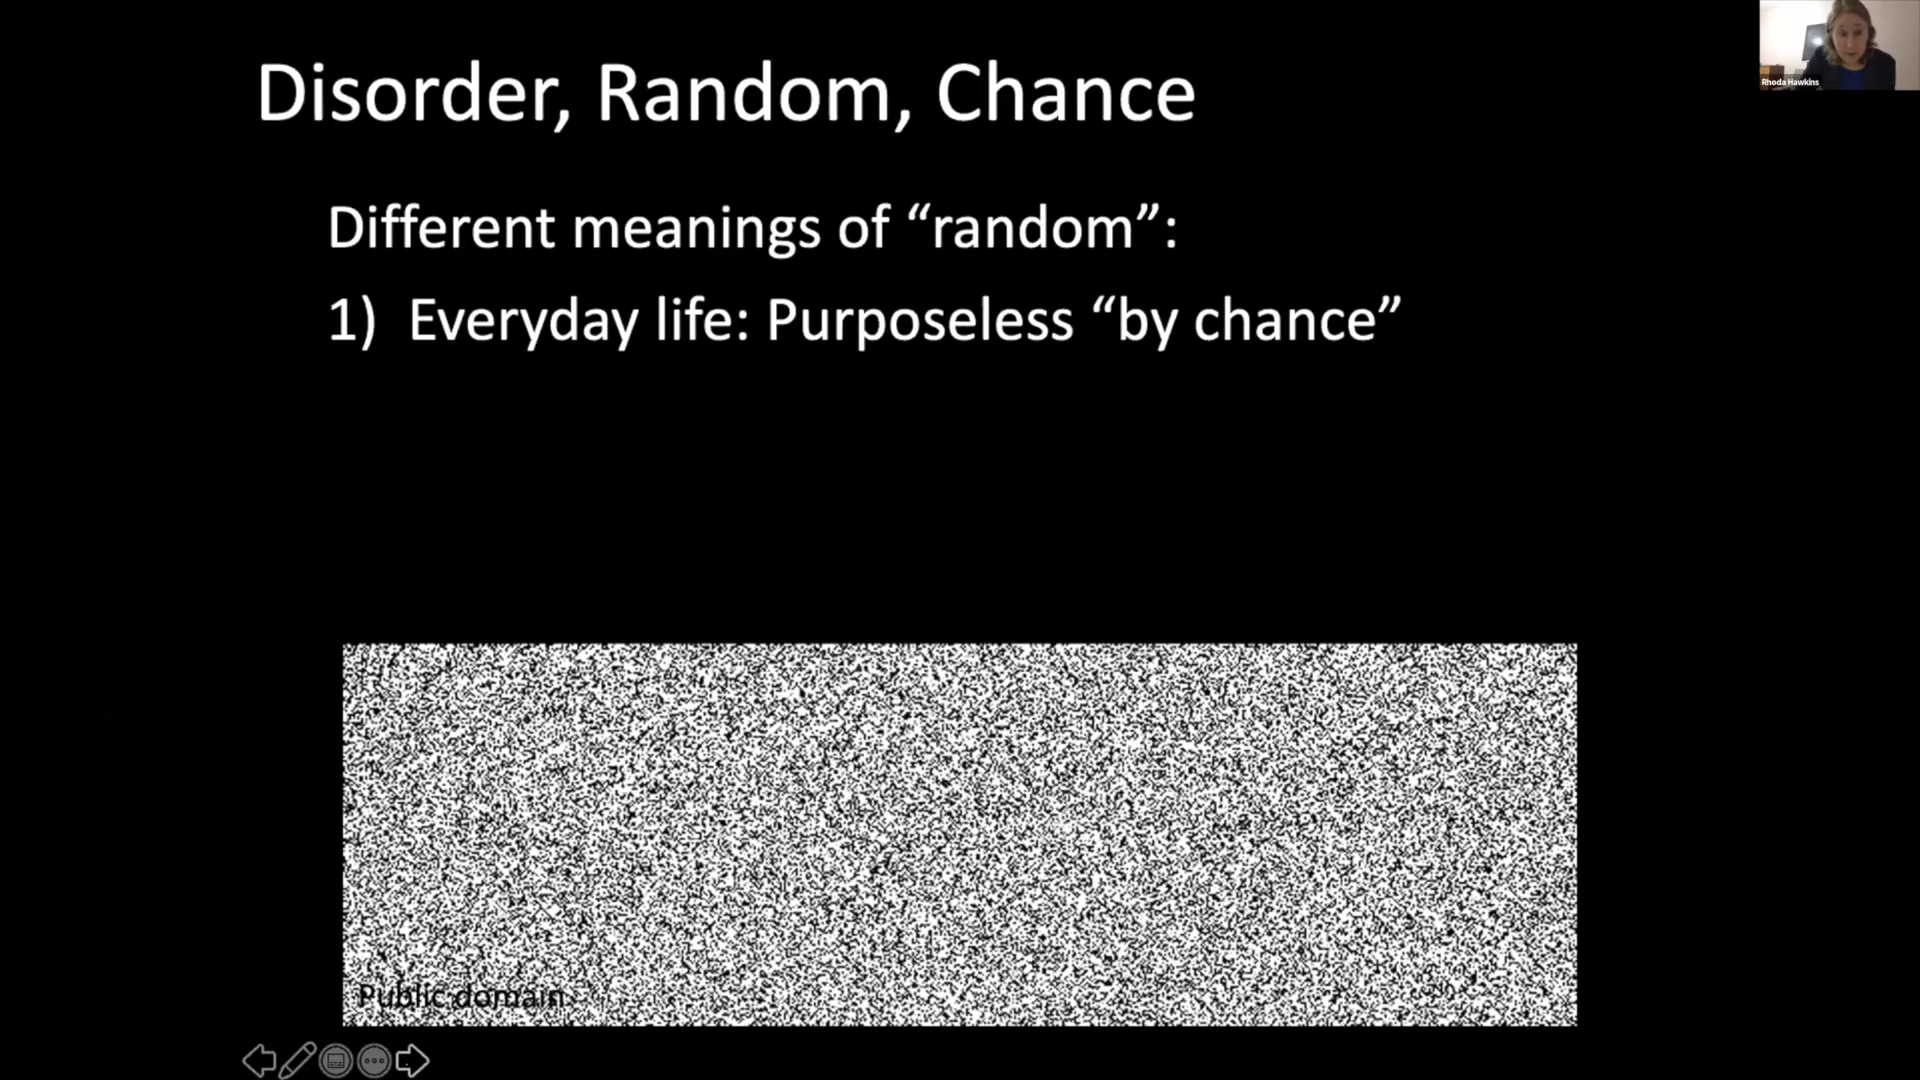 Disorder, Random, Chance
Rhoda Hawkins
Different meanings of “random”:
1) Everyday life: Purposeless “by chance”
Public domain